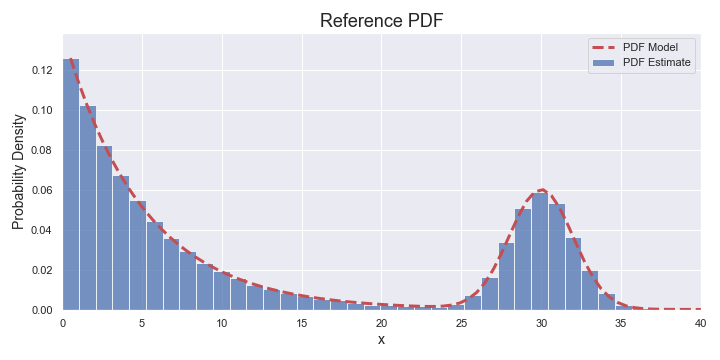 Reference PDF
PDF Model
PDF Estimate
Probability Density
0.12
0.10
0.08
0.06
0.04
0.02
0.00
0 5 10 15 20 25 30 35 40
x